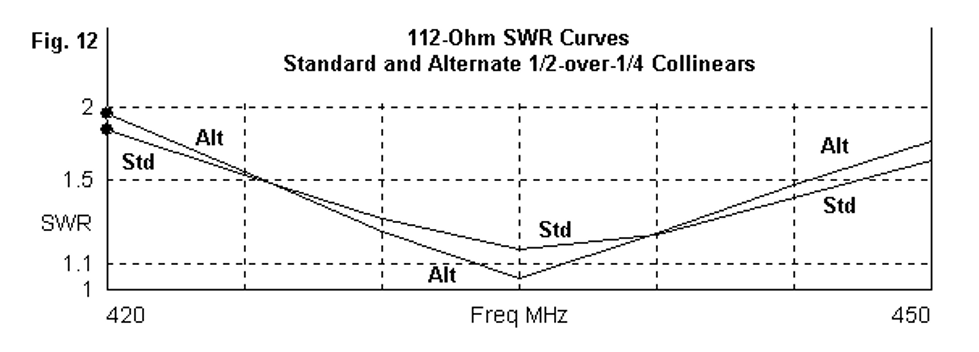 Fig. 12
112-Ohm SWR Curves
Standard and Alternate 1/2-over-1/4 Collinears
2
Alt
Alt
Std
1.5
Std
SWR
Std
1.1
Alt
1
420
Freq MHz
450